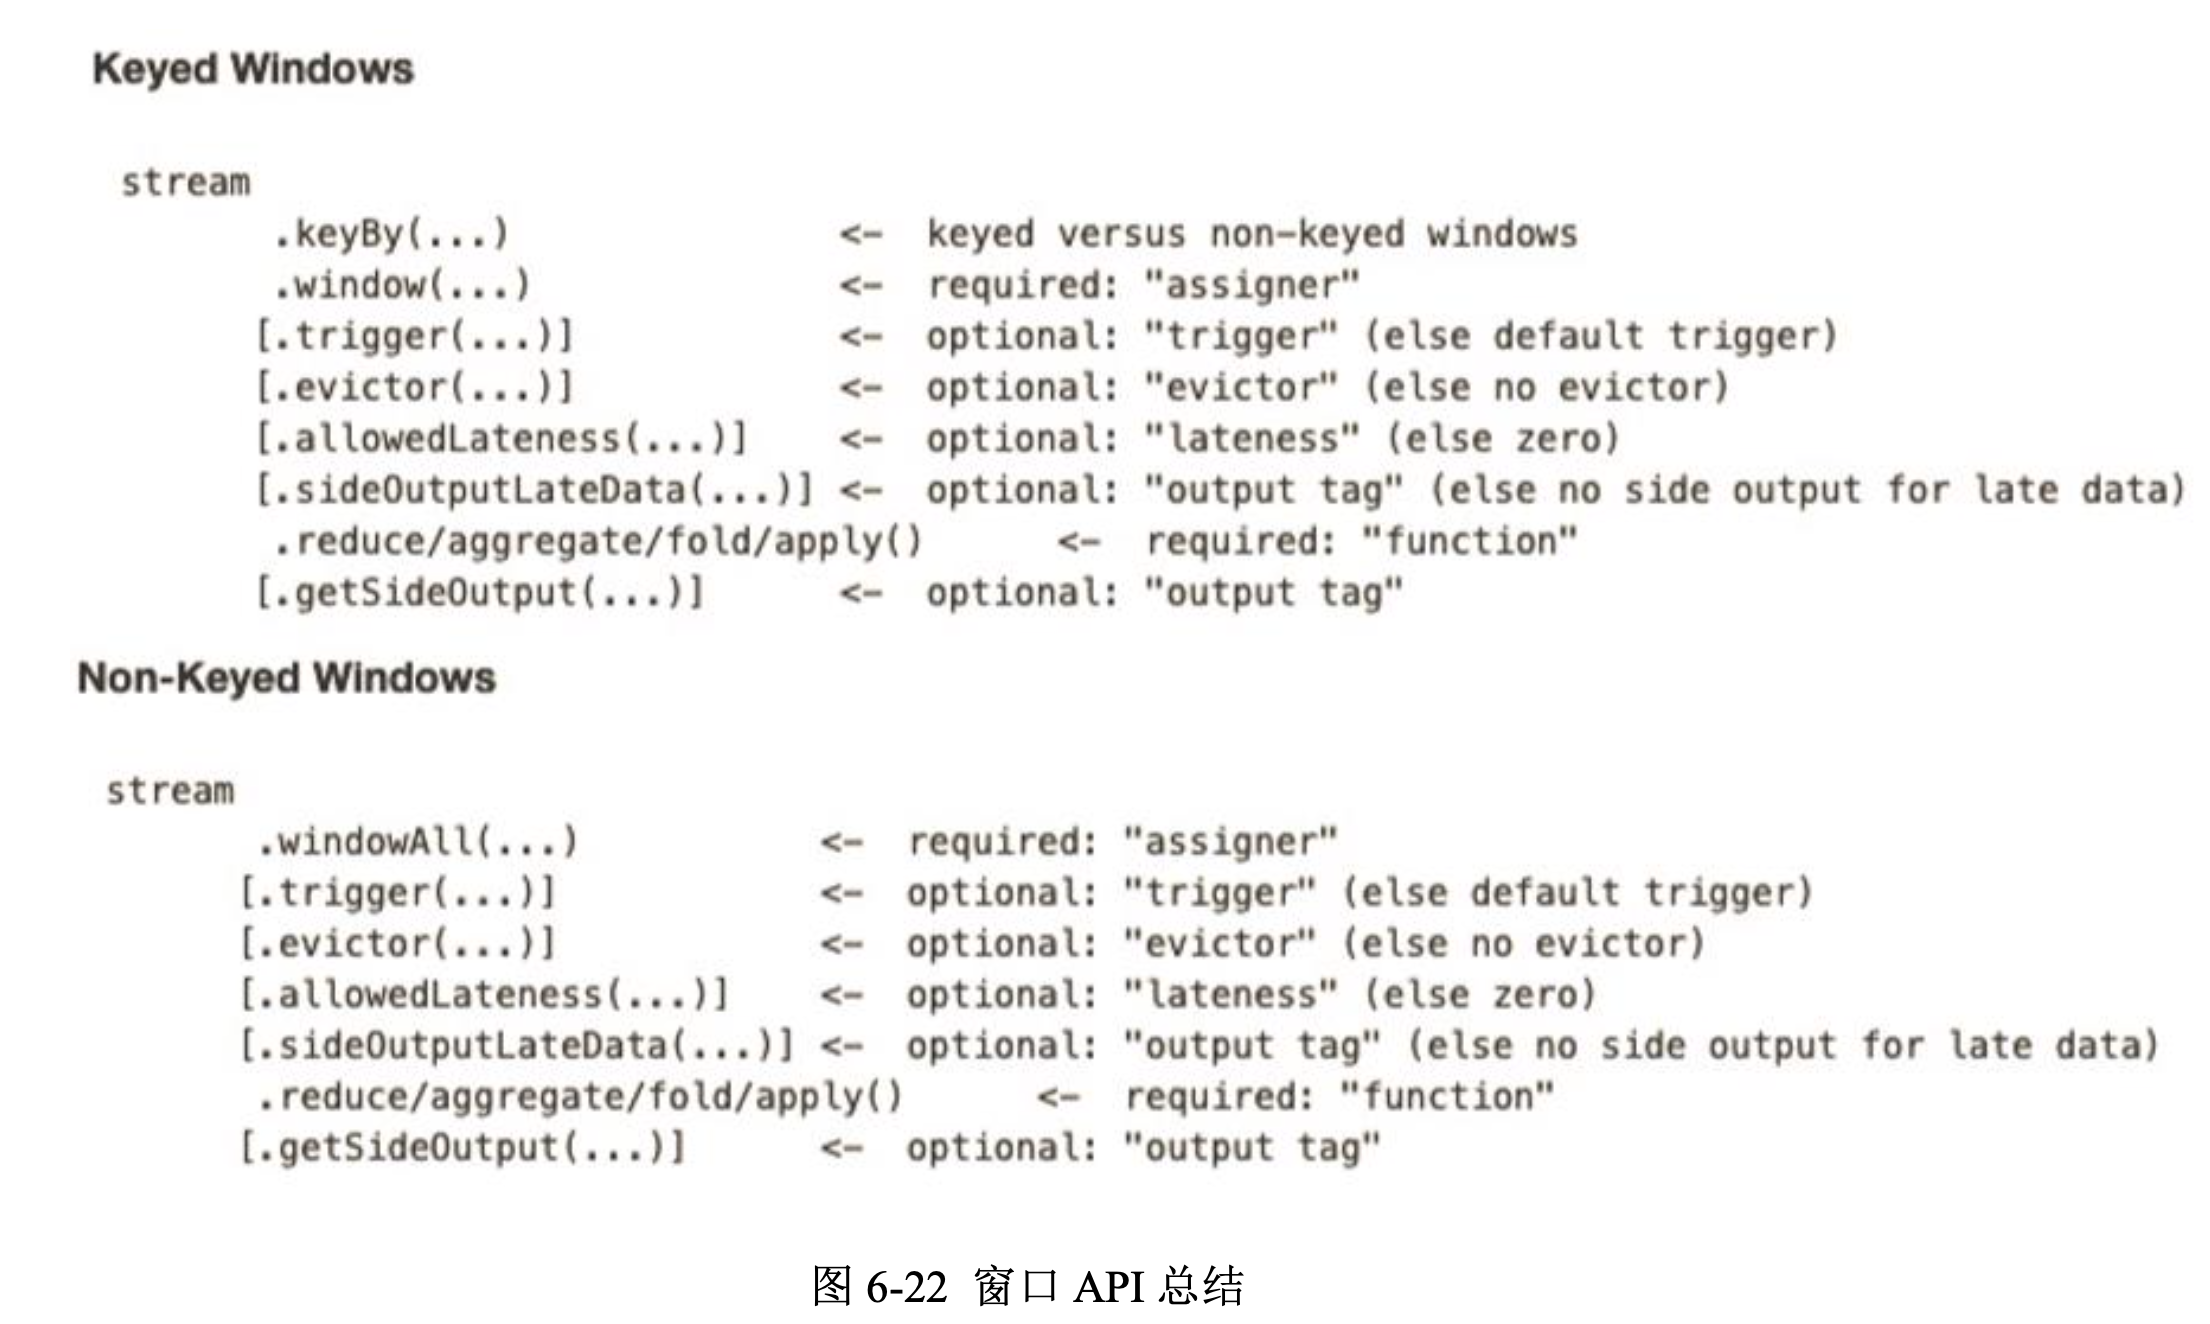 Keyed Windows
stream
.keyBy(...) <- keyed versus non-keyed windows
.window(...) <- required: "assigner"
[.trigger(...)] <- optional: "trigger" (else default trigger)
[.evictor(...)] <- optional: "evictor" (else no evictor)
[.allowedLateness(...)] <- optional: "lateness" (else zero)
[.sideOutputLateData(...)] <- optional: "output tag" (else no side output for late data)
.reduce/aggregate/fold/apply() <- required: "function"
[.getSideOutput(...)] <- optional: "output tag"
Non-Keyed Windows
stream
.windowAll(...) <- required: "assigner"
[.trigger(...)] <- optional: "trigger" (else default trigger)
[.evictor(...)] <- optional: "evictor" (else no evictor)
[.allowedLateness(...)] <- optional: "lateness" (else zero)
[.sideOutputLateData(...)] <- optional: "output tag" (else no side output for late data)
.reduce/aggregate/fold/apply() <- required: "function"
[.getSideOutput(...)] <- optional: "output tag"
图 6-22 窗口 API 总结